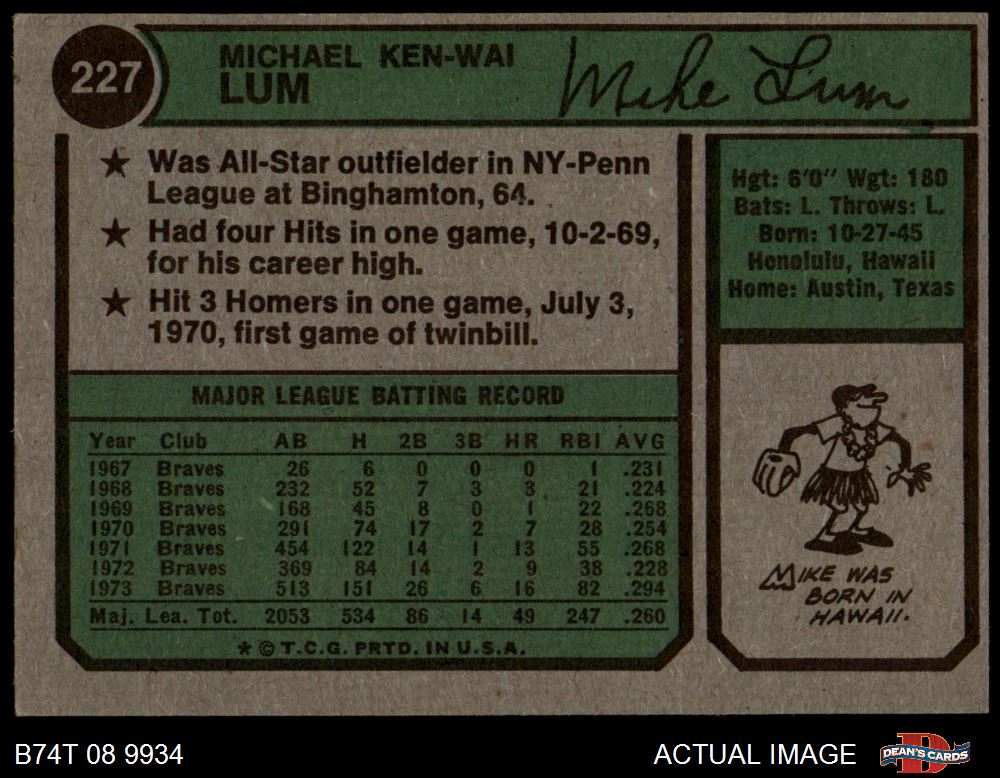 227
MICHAEL KEN-WAI
LUM
Mike Lum
★ Was All-Star outfielder in NY-Penn
League at Binghamton, 64.
★ Had four Hits in one game, 10-2-69,
for his career high.
★ Hit 3 Homers in one game, July 3,
1970, first game of twinbill.
Hgt: 6'0" Wgt: 180
Bats: L. Throws: L.
Born: 10-27-45
Honolulu, Hawaii
Home: Austin, Texas
MAJOR LEAGUE BATTING RECORD
Year Club AB H 2B 3B HR RBI AVG
1967 Braves 26 6 0 0 0 1 .231
1968 Braves 232 52 7 3 3 21 .224
1969 Braves 168 45 8 0 1 22 .268
1970 Braves 291 74 17 2 7 28 .254
1971 Braves 454 122 14 1 13 55 .268
1972 Braves 369 84 14 2 9 38 .228
1973 Braves 513 151 26 6 16 82 .294
Maj. Lea. Tot. 2053 534 86 14 49 247 .260
★ © T.C.G. PRTD. IN U.S.A.
MIKE WAS
BORN IN
HAWAII.
B74T 08 9934
ACTUAL IMAGE
DEAN'S CARDS